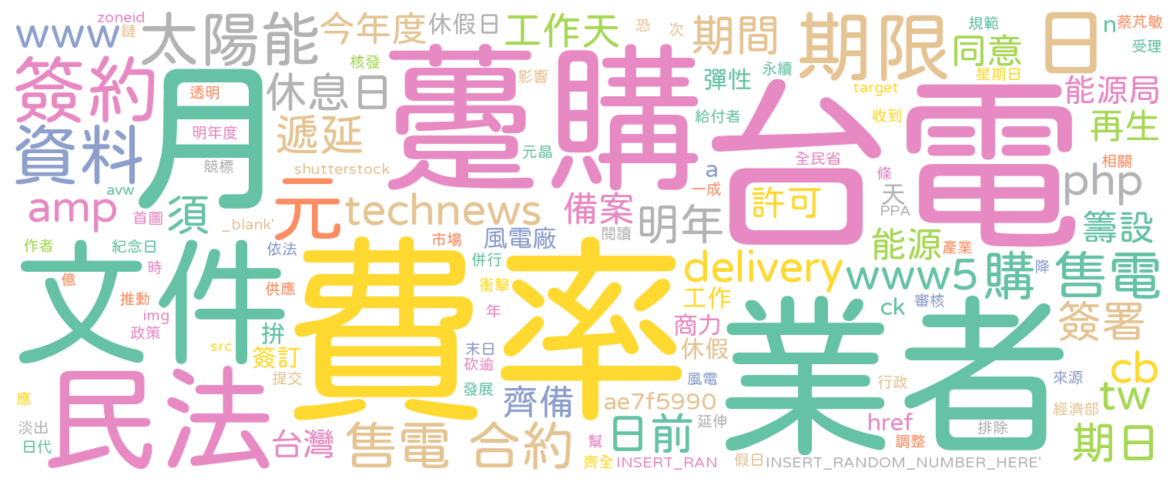 zoneid
www
鏈
太陽能
今年度
休假日
工作天
恐
次
期間
期限
日
規範
n
蔡芃敏
同意
受理
核發
影響
簽約
月
透明
休息日
躉購
台電
彈性
永續
星期日
target
能源局
給付者
收到
再生
資料
明年度
遞延
競標
shutterstock
元晶
全民省
相關
avw
a
一成
條
天
PPA
php
amp
首圖
須
_blank'
元
technews
備案
閱讀
明年
許可
籌設
作者
紀念日
依法
市場
風電廠
併行
能源
產業
文件
億
時
供應
費率
delivery
www5
購
降
售電
推動
img
政策
拚
衝擊
年
工作
商力
ck
審核
業者
簽署
src
簽訂
提交
末日
砍逾
休假
風電
發展
行政
來源
cb
民法
應
齊備
ae7f5990
經濟部
tw
淡出
日代
台灣
售電
合約
幫
日前
延伸
href
調整
排除
期日
齊全
INSERT_RAN
假日
INSERT_RANDOM_NUMBER_HERE'